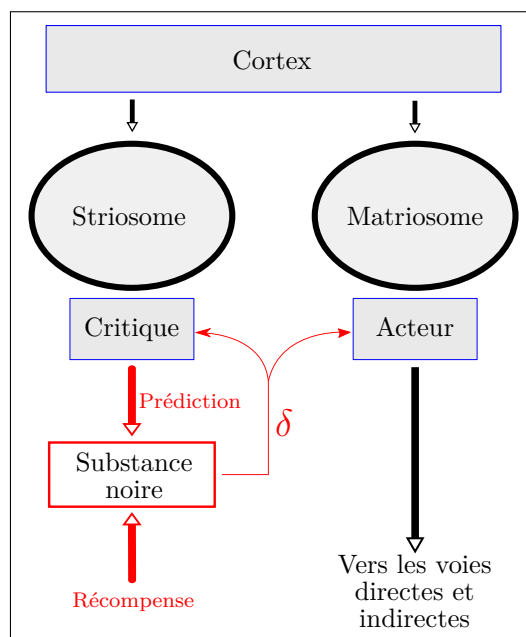 Cortex
Striosome
Matriosome
Critique
Acteur
Prédiction
δ
Substance
noire
Récompense
Vers les voies
directes et
indirectes